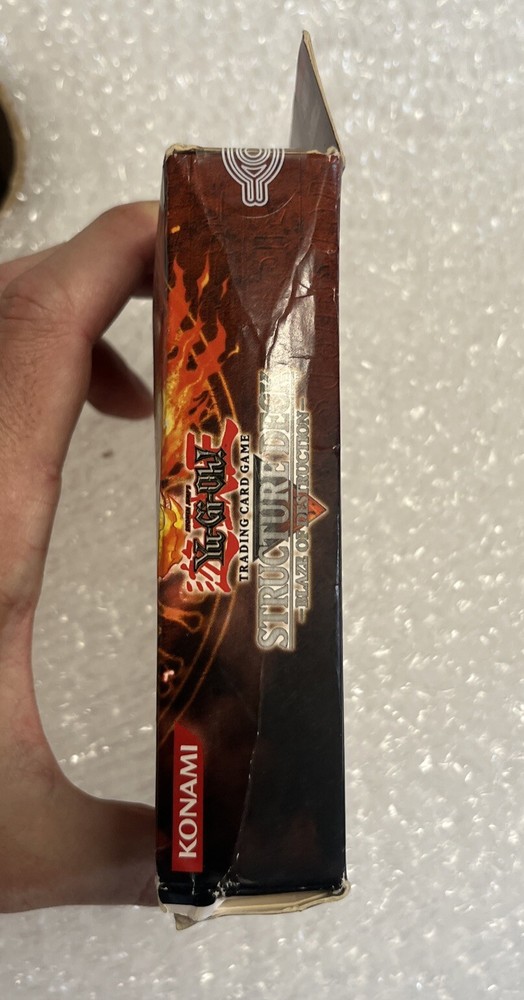 Yu-Gi-Oh!
TRADING CARD GAME
STRUCTURE DECK
- BLAZE OF DESTRUCTION -
KONAMI